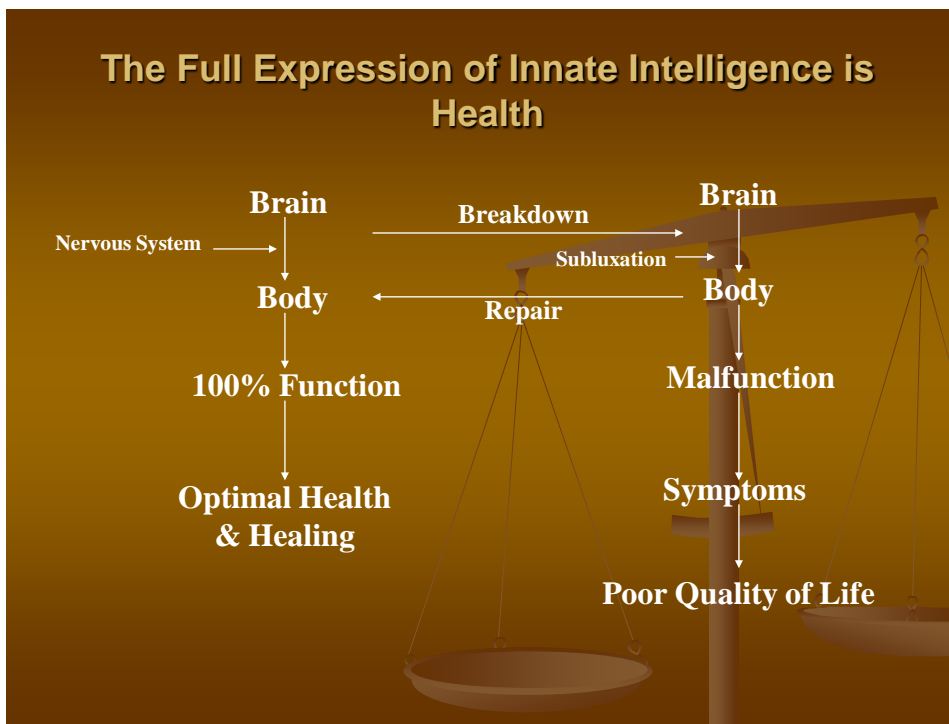 The Full Expression of Innate Intelligence is
Health
Brain
Nervous System
Body
100% Function
Optimal Health
& Healing
Breakdown
Subluxation
Repair
Brain
Body
Malfunction
Symptoms
Poor Quality of Life